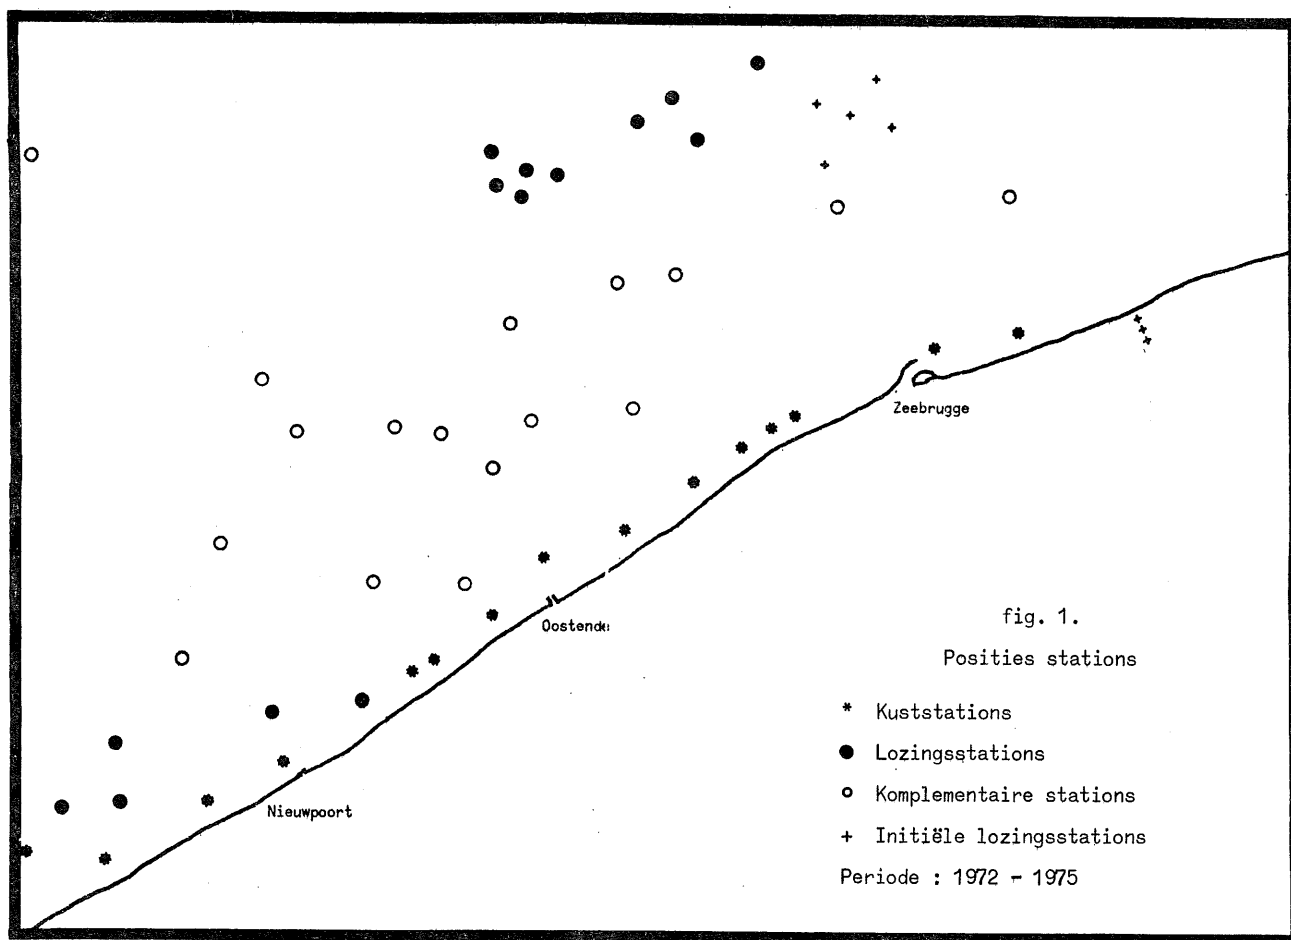 Zeebrugge
Oostende
Nieuwpoort
fig. 1.
Posities stations
* Kuststations
● Lozingsstations
o Komplementaire stations
+ Initiële lozingsstations
Periode : 1972 - 1975